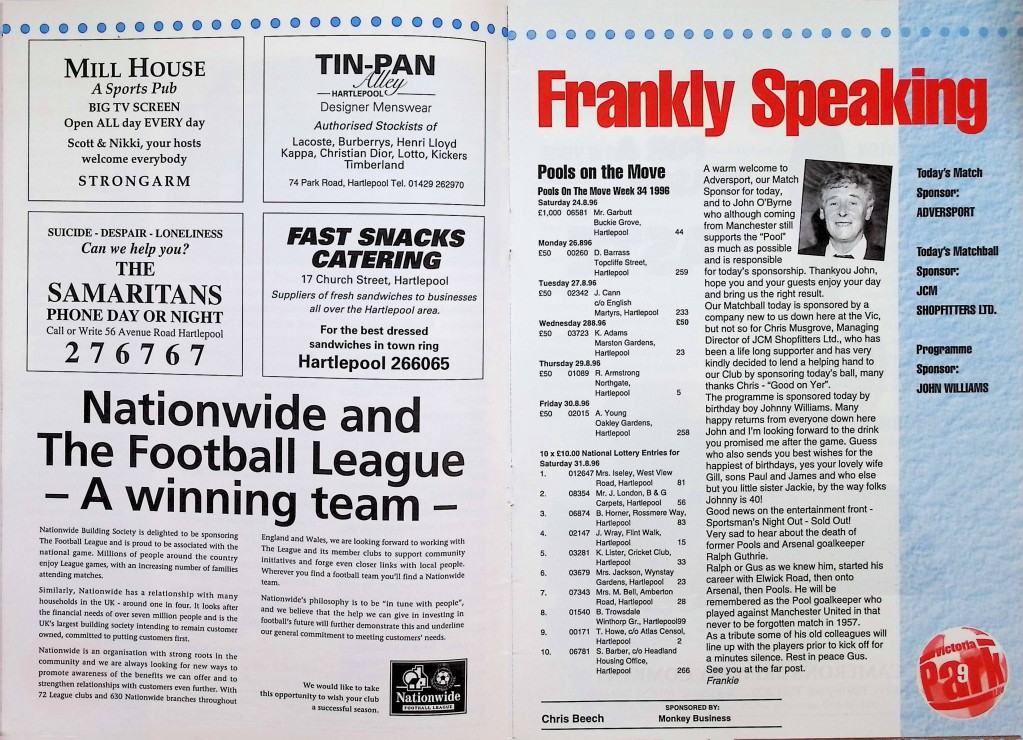 MILL HOUSE
A Sports Pub
BIG TV SCREEN
Open ALL day EVERY day
Scott & Nikki, your hosts
welcome everybody
STRONGARM
TIN-PAN
Alley
HARTLEPOOL
Designer Menswear
Authorised Stockists of
Lacoste, Burberrys, Henri Lloyd
Kappa, Christian Dior, Lotto, Kickers
Timberland
74 Park Road, Hartlepool Tel. 01429 262970
SUICIDE - DESPAIR - LONELINESS
Can we help you?
THE
SAMARITANS
PHONE DAY OR NIGHT
Call or Write 56 Avenue Road Hartlepool
276767
FAST SNACKS
CATERING
17 Church Street, Hartlepool
Suppliers of fresh sandwiches to businesses
all over the Hartlepool area.
For the best dressed
sandwiches in town ring
Hartlepool 266065
Nationwide and
The Football League
– A winning team –
Nationwide Building Society is delighted to be sponsoring
The Football League and is proud to be associated with the
national game. Millions of people around the country
enjoy League games, with an increasing number of families
attending matches.
Similarly, Nationwide has a relationship with many
households in the UK - around one in four. It looks after
the financial needs of over seven million people and is the
UK's largest building society intending to remain customer
owned, committed to putting customers first.
Nationwide is an organisation with strong roots in the
community and we are always looking for new ways to
promote awareness of the benefits we can offer and to
strengthen relationships with customers even further. With
72 League clubs and 630 Nationwide branches throughout
England and Wales, we are looking forward to working with
The League and its member clubs to support community
initiatives and forge even closer links with local people.
Wherever you find a football team you'll find a Nationwide
team.
Nationwide's philosophy is to be "in tune with people",
and we believe that the help we can give in investing in
football's future will further demonstrate this and underline
our general commitment to meeting customers' needs.
We would like to take
this opportunity to wish your club
a successful season.
Nationwide
FOOTBALL LEAGUE
Frankly Speaking
Pools on the Move
Pools On The Move Week 34 1996
Saturday 24.8.96
£1,000 06581 Mr. Garbutt
Buckie Grove,
Hartlepool 44
Monday 26.896
£50 00260 D. Barrass
Topcliffe Street,
Hartlepool 259
Tuesday 27.8.96
£50 02342 J. Cann
c/o English
Martyrs, Hartlepool 233
Wednesday 288.96 £50
£50 03723 K. Adams
Marston Gardens,
Hartlepool 23
Thursday 29.8.96
£50 01089 R. Armstrong
Northgate,
Hartlepool 5
Friday 30.8.96
£50 02015 A. Young
Oakley Gardens,
Hartlepool 258
10 x £10.00 National Lottery Entries for
Saturday 31.8.96
1. 012647 Mrs. Iseley, West View
Road, Hartlepool 81
2. 08354 Mr. J. London, B & G
Carpets, Hartlepool 56
3. 06874 B. Horner, Rossmere Way,
Hartlepool 83
4. 02147 J. Wray, Flint Walk,
Hartlepool 15
5. 03281 K. Lister, Cricket Club,
Hartlepool 33
6. 03679 Mrs. Jackson, Wynstay
Gardens, Hartlepool 23
7. 07343 Mrs. M. Bell, Amberton
Road, Hartlepool 28
8. 01540 B. Trowsdale
Winthorp Gr., Hartlepool99
9. 00171 T. Howe, c/o Atlas Censol,
Hartlepool 2
10. 06781 S. Barber, c/o Headland
Housing Office,
Hartlepool 266
A warm welcome to
Adversport, our Match
Sponsor for today,
and to John O'Byrne
who although coming
from Manchester still
supports the "Pool"
as much as possible
and is responsible
for today's sponsorship. Thankyou John,
hope you and your guests enjoy your day
and bring us the right result.
Our Matchball today is sponsored by a
company new to us down here at the Vic,
but not so for Chris Musgrove, Managing
Director of JCM Shopfitters Ltd., who has
been a life long supporter and has very
kindly decided to lend a helping hand to
our Club by sponsoring today's ball, many
thanks Chris - "Good on Yer".
The programme is sponsored today by
birthday boy Johnny Williams. Many
happy returns from everyone down here
John and I'm looking forward to the drink
you promised me after the game. Guess
who also sends you best wishes for the
happiest of birthdays, yes your lovely wife
Gill, sons Paul and James and who else
but you little sister Jackie, by the way folks
Johnny is 40!
Good news on the entertainment front -
Sportsman's Night Out - Sold Out!
Very sad to hear about the death of
former Pools and Arsenal goalkeeper
Ralph Guthrie.
Ralph or Gus as we knew him, started his
career with Elwick Road, then onto
Arsenal, then Pools. He will be
remembered as the Pool goalkeeper who
played against Manchester United in that
never to be forgotten match in 1957.
As a tribute some of his old colleagues will
line up with the players prior to kick off for
a minutes silence. Rest in peace Gus.
See you at the far post.
Frankie
Today's Match
Sponsor:
ADVERSPORT
Today's Matchball
Sponsor:
JCM
SHOPFITTERS LTD.
Programme
Sponsor:
JOHN WILLIAMS
Chris Beech
SPONSORED BY:
Monkey Business
Victoria
Park
9